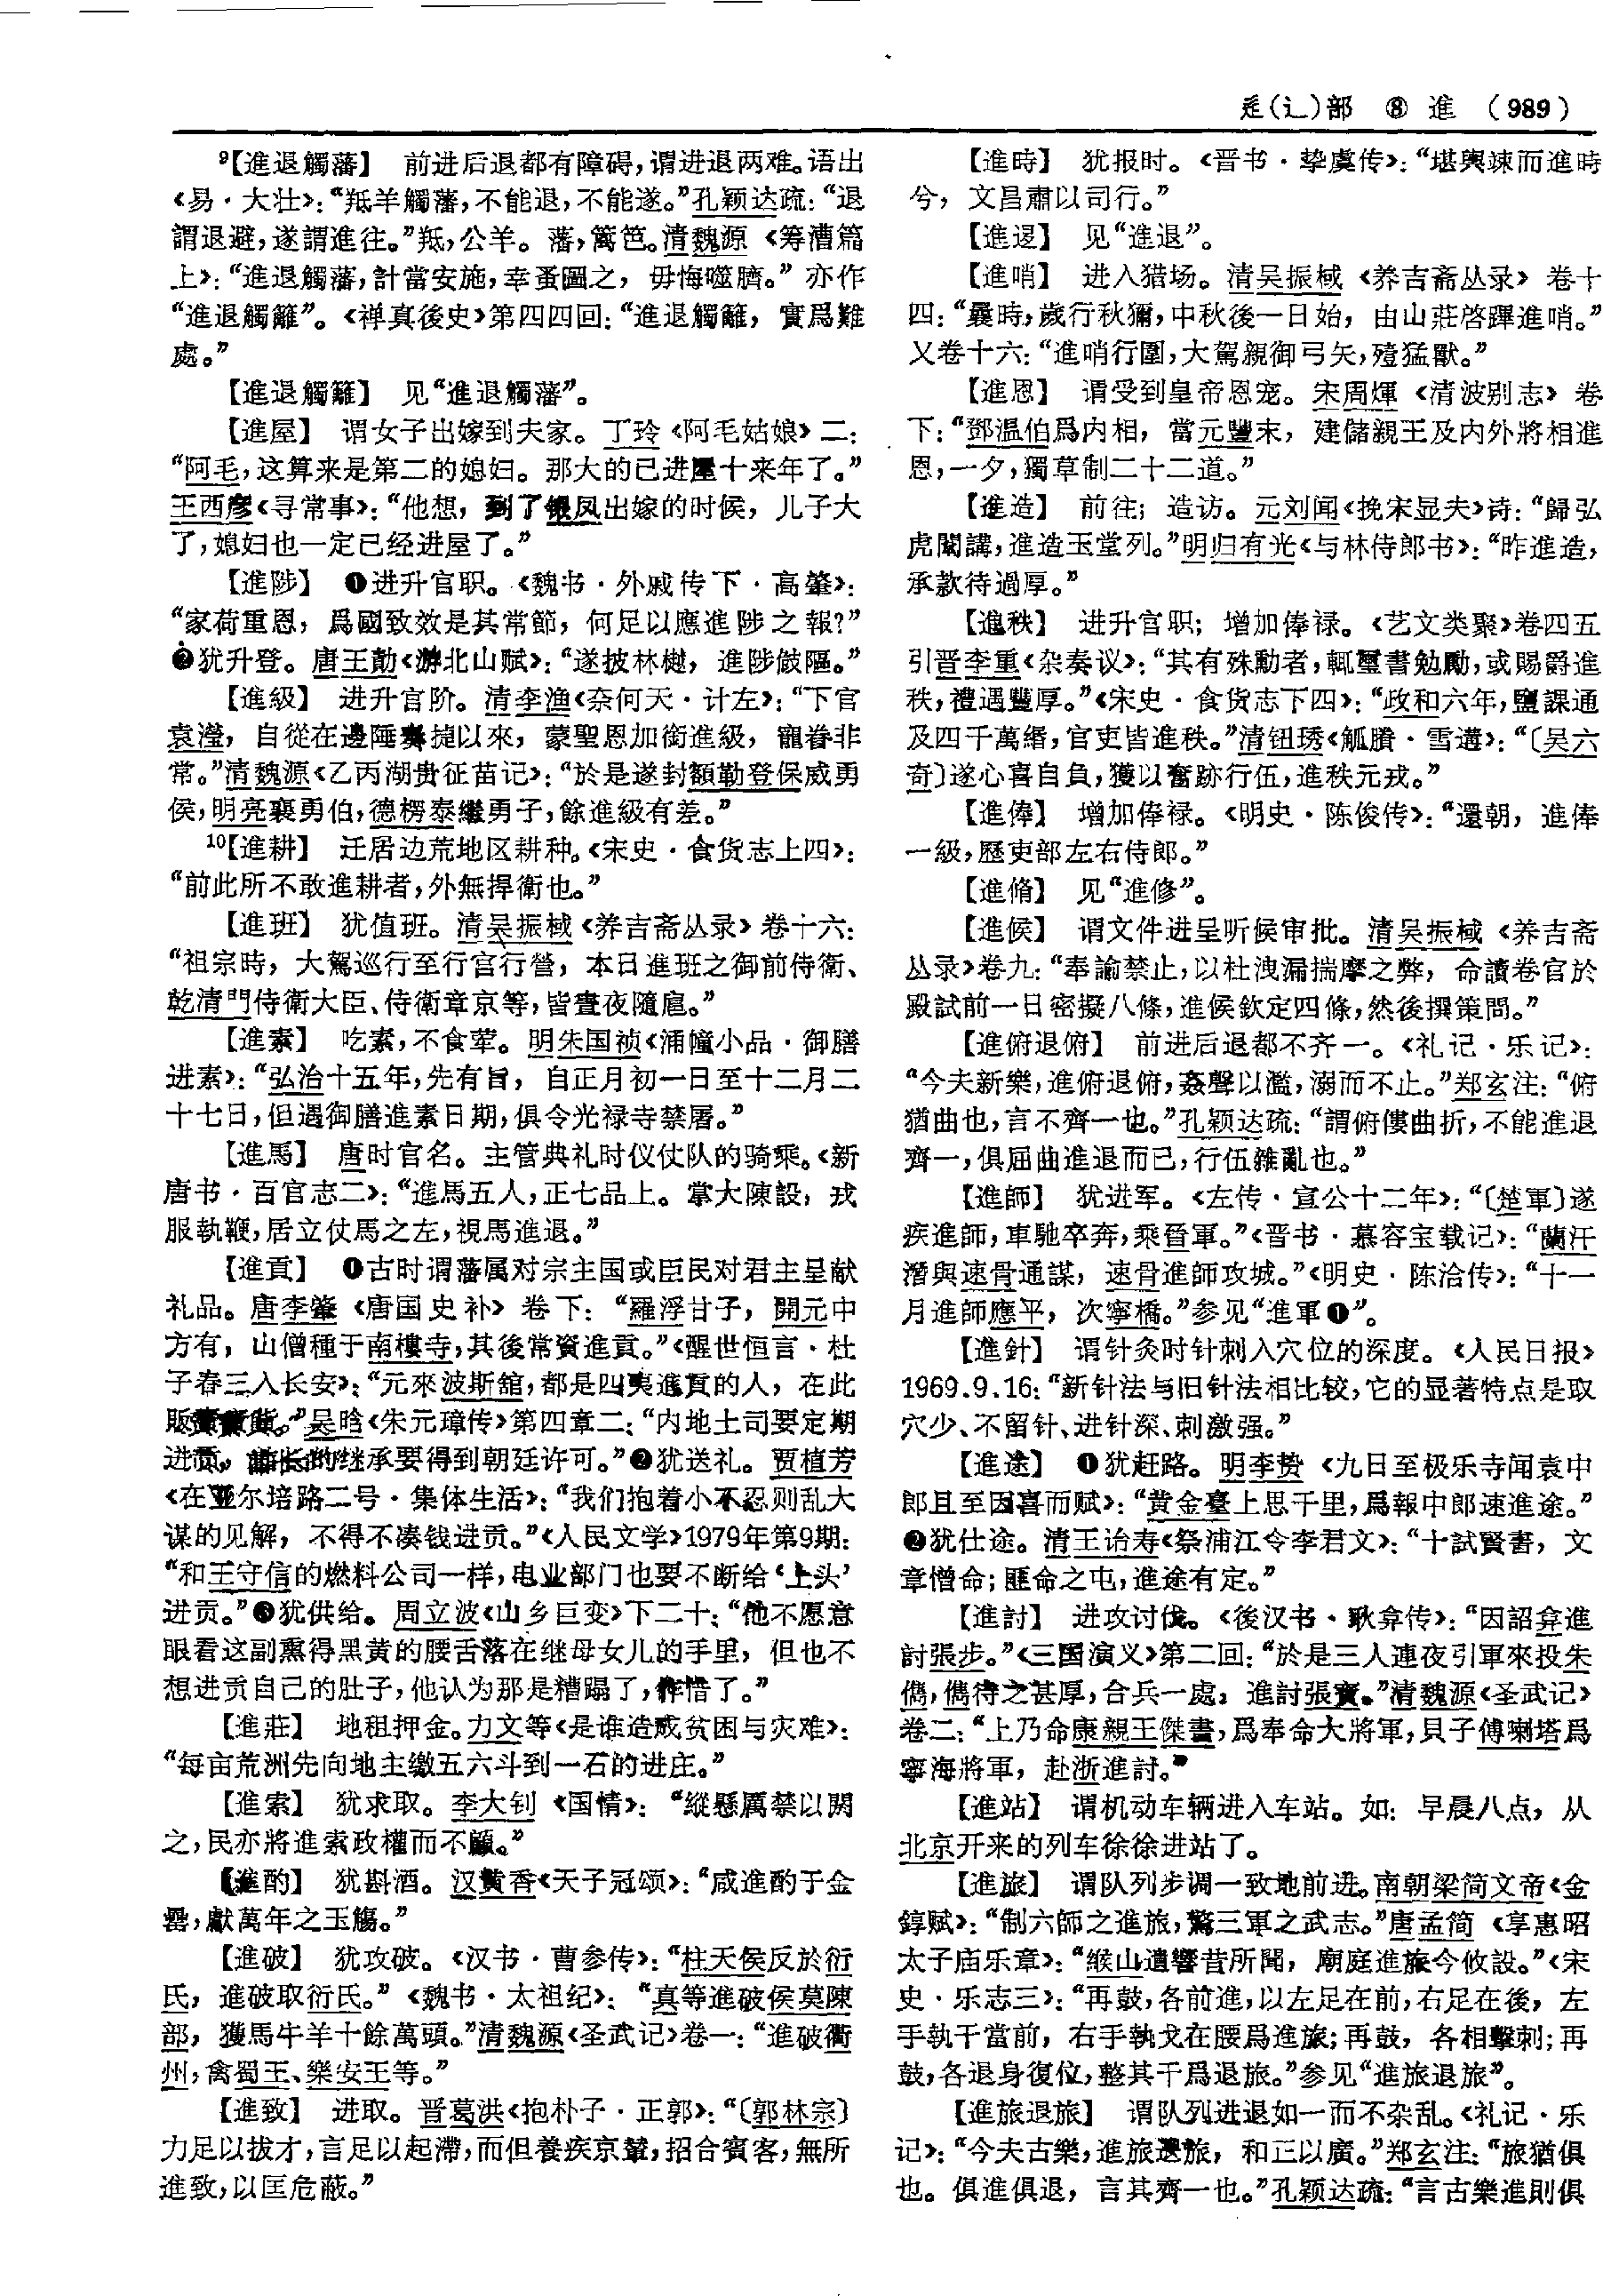 辵(辶)部 ⑧ 進 (989)
⁹【進退觸藩】 前进后退都有障碍,谓进退两难。语出
《易·大壮》:“羝羊觸藩,不能退,不能遂。”孔颖达疏:“退
謂退避,遂謂進往。”羝,公羊。藩,篱笆。清魏源《筹漕篇
上》:“進退觸藩,計當安施,幸蚤圖之,毋悔噬臍。”亦作
“進退觸籬”。《禅真後史》第四四回:“進退觸籬,實爲難
處。”
【進退觸籬】 见“進退觸藩”。
【進屋】 谓女子出嫁到夫家。丁玲《阿毛姑娘》二:
“阿毛,这算来是第二的媳妇。那大的已进屋十来年了。”
王西彦《寻常事》:“他想,到了银凤出嫁的时候,儿子大
了,媳妇也一定已经进屋了。”
【進陟】 ❶进升官职。《魏书·外戚传下·高肇》:
“家荷重恩,爲國致效是其常節,何足以應進陟之報?”
❷犹升登。唐王勃《游北山赋》:“遂披林樾,進陟㩻隁。”
【進級】 进升官阶。清李渔《奈何天·计左》:“下官
袁滢,自從在邊陲奏捷以來,蒙聖恩加銜進級,寵眷非
常。”清魏源《乙丙湖贵征苗记》:“於是遂封額勒登保威勇
侯,明亮襄勇伯,德楞泰繼勇子,餘進級有差。”
¹⁰【進耕】 迁居边荒地区耕种。《宋史·食货志上四》:
“前此所不敢進耕者,外無捍衛也。”
【進班】 犹值班。清吴振棫《养吉斋丛录》卷十六:
“祖宗時,大駕巡行至行宫行營,本日進班之御前侍衛、
乾清門侍衛大臣、侍衛章京等,皆晝夜隨扈。”
【進素】 吃素,不食荤。明朱国祯《涌幢小品·御膳
进素》:“弘治十五年,先有旨,自正月初一日至十二月二
十七日,但遇御膳進素日期,俱令光禄寺禁屠。”
【進馬】 唐时官名。主管典礼时仪仗队的骑乘。《新
唐书·百官志二》:“進馬五人,正七品上。掌大陳設,戎
服執鞭,居立仗馬之左,視馬進退。”
【進貢】 ❶古时谓藩属对宗主国或臣民对君主呈献
礼品。唐李肇《唐国史补》卷下:“羅浮甘子,開元中
方有,山僧種于南樓寺,其後常資進貢。”《醒世恒言·杜
子春三入长安》:“元來波斯舘,都是四夷進貢的人,在此
販賣寳貨。”吴晗《朱元璋传》第四章二:“内地土司要定期
进贡,酋长的继承要得到朝廷许可。”❷犹送礼。贾植芳
《在亚尔培路二号·集体生活》:“我们抱着小不忍则乱大
谋的见解,不得不凑钱进贡。”《人民文学》1979年第9期:
“和王守信的燃料公司一样,电业部门也要不断给‘上头’
进贡。”❸犹供给。周立波《山乡巨变》下二十:“他不愿意
眼看这副熏得黑黄的腰舌落在继母女儿的手里,但也不
想进贡自己的肚子,他认为那是糟蹋了,作惜了。”
【進莊】 地租押金。力文等《是谁造成贫困与灾难》:
“每亩荒洲先向地主缴五六斗到一石的进庄。”
【進索】 犹求取。李大钊《国情》:“縱懸厲禁以閼
之,民亦將進索政權而不顧。”
【進酌】 犹斟酒。汉黄香《天子冠颂》:“咸進酌于金
罍,獻萬年之玉觴。”
【進破】 犹攻破。《汉书·曹参传》:“柱天侯反於衍
氏,進破取衍氏。”《魏书·太祖纪》:“真等進破侯莫陳
部,獲馬牛羊十餘萬頭。”清魏源《圣武记》卷一:“進破衢
州,禽蜀王、樂安王等。”
【進致】 进取。晋葛洪《抱朴子·正郭》:“〔郭林宗〕
力足以拔才,言足以起滯,而但養疾京輦,招合賓客,無所
進致,以匡危蔽。”
【進時】 犹报时。《晋书·挚虞传》:“堪輿竦而進時
兮,文昌肅以司行。”
【進逻】 见“進退”。
【進哨】 进入猎场。清吴振棫《养吉斋丛录》卷十
四:“曩時,歲行秋獮,中秋後一日始,由山莊啓蹕進哨。”
又卷十六:“進哨行圍,大駕親御弓矢,殪猛獸。”
【進恩】 谓受到皇帝恩宠。宋周煇《清波别志》卷
下:“鄧温伯爲内相,當元豐末,建儲親王及内外將相進
恩,一夕,獨草制二十二道。”
【進造】 前往;造访。元刘闻《挽宋显夫》诗:“歸弘
虎闈講,進造玉堂列。”明归有光《与林侍郎书》:“昨進造,
承款待過厚。”
【進秩】 进升官职;增加俸禄。《艺文类聚》卷四五
引晋李重《杂奏议》:“其有殊勳者,輒璽書勉勵,或賜爵進
秩,禮遇豐厚。”《宋史·食货志下四》:“政和六年,鹽課通
及四千萬緡,官吏皆進秩。”清钮琇《觚賸·雪遘》:“〔吴六
奇〕遂心喜自負,獲以奮跡行伍,進秩元戎。”
【進俸】 增加俸禄。《明史·陈俊传》:“還朝,進俸
一級,歷吏部左右侍郎。”
【進脩】 见“進修”。
【進候】 谓文件进呈听候审批。清吴振棫《养吉斋
丛录》卷九:“奉諭禁止,以杜洩漏揣摩之弊,命讀卷官於
殿試前一日密擬八條,進候欽定四條,然後撰策問。”
【進俯退俯】 前进后退都不齐一。《礼记·乐记》:
“今夫新樂,進俯退俯,姦聲以濫,溺而不止。”郑玄注:“俯
猶曲也,言不齊一也。”孔颖达疏:“謂俯僂曲折,不能進退
齊一,俱屈曲進退而已,行伍雜亂也。”
【進師】 犹进军。《左传·宣公十二年》:“〔楚軍〕遂
疾進師,車馳卒奔,乘晉軍。”《晋书·慕容宝载记》:“蘭汗
潛與速骨通謀,速骨進師攻城。”《明史·陈洽传》:“十一
月進師應平,次寧橋。”参见“進軍❶”。
【進針】 谓针灸时针刺入穴位的深度。《人民日报》
1969.9.16:“新针法与旧针法相比较,它的显著特点是取
穴少、不留针、进针深、刺激强。”
【進途】 ❶犹赶路。明李贽《九日至极乐寺闻袁中
郎且至因喜而赋》:“黄金臺上思千里,爲報中郎速進途。”
❷犹仕途。清王诒寿《祭浦江令李君文》:“十試賢書,文
章憎命;匪命之屯,進途有定。”
【進討】 进攻讨伐。《後汉书·耿弇传》:“因詔弇進
討張步。”《三国演义》第二回:“於是三人連夜引軍來投朱
儁,儁待之甚厚,合兵一處,進討張寶。”清魏源《圣武记》
卷二:“上乃命康親王傑書,爲奉命大將軍,貝子傅喇塔爲
寧海將軍,赴浙進討。”
【進站】 谓机动车辆进入车站。如:早晨八点,从
北京开来的列车徐徐进站了。
【進旅】 谓队列步调一致地前进。南朝梁简文帝《金
錞赋》:“制六師之進旅,驚三軍之武志。”唐孟简《享惠昭
太子庙乐章》:“緱山遺響昔所聞,廟庭進旅今攸設。”《宋
史·乐志三》:“再鼓,各前進,以左足在前,右足在後,左
手執干當前,右手執戈在腰爲進旅;再鼓,各相擊刺;再
鼓,各退身復位,整其干爲退旅。”参见“進旅退旅”。
【進旅退旅】 谓队列进退如一而不杂乱。《礼记·乐
记》:“今夫古樂,進旅退旅,和正以廣。”郑玄注:“旅猶俱
也。俱進俱退,言其齊一也。”孔颖达疏:“言古樂進則俱